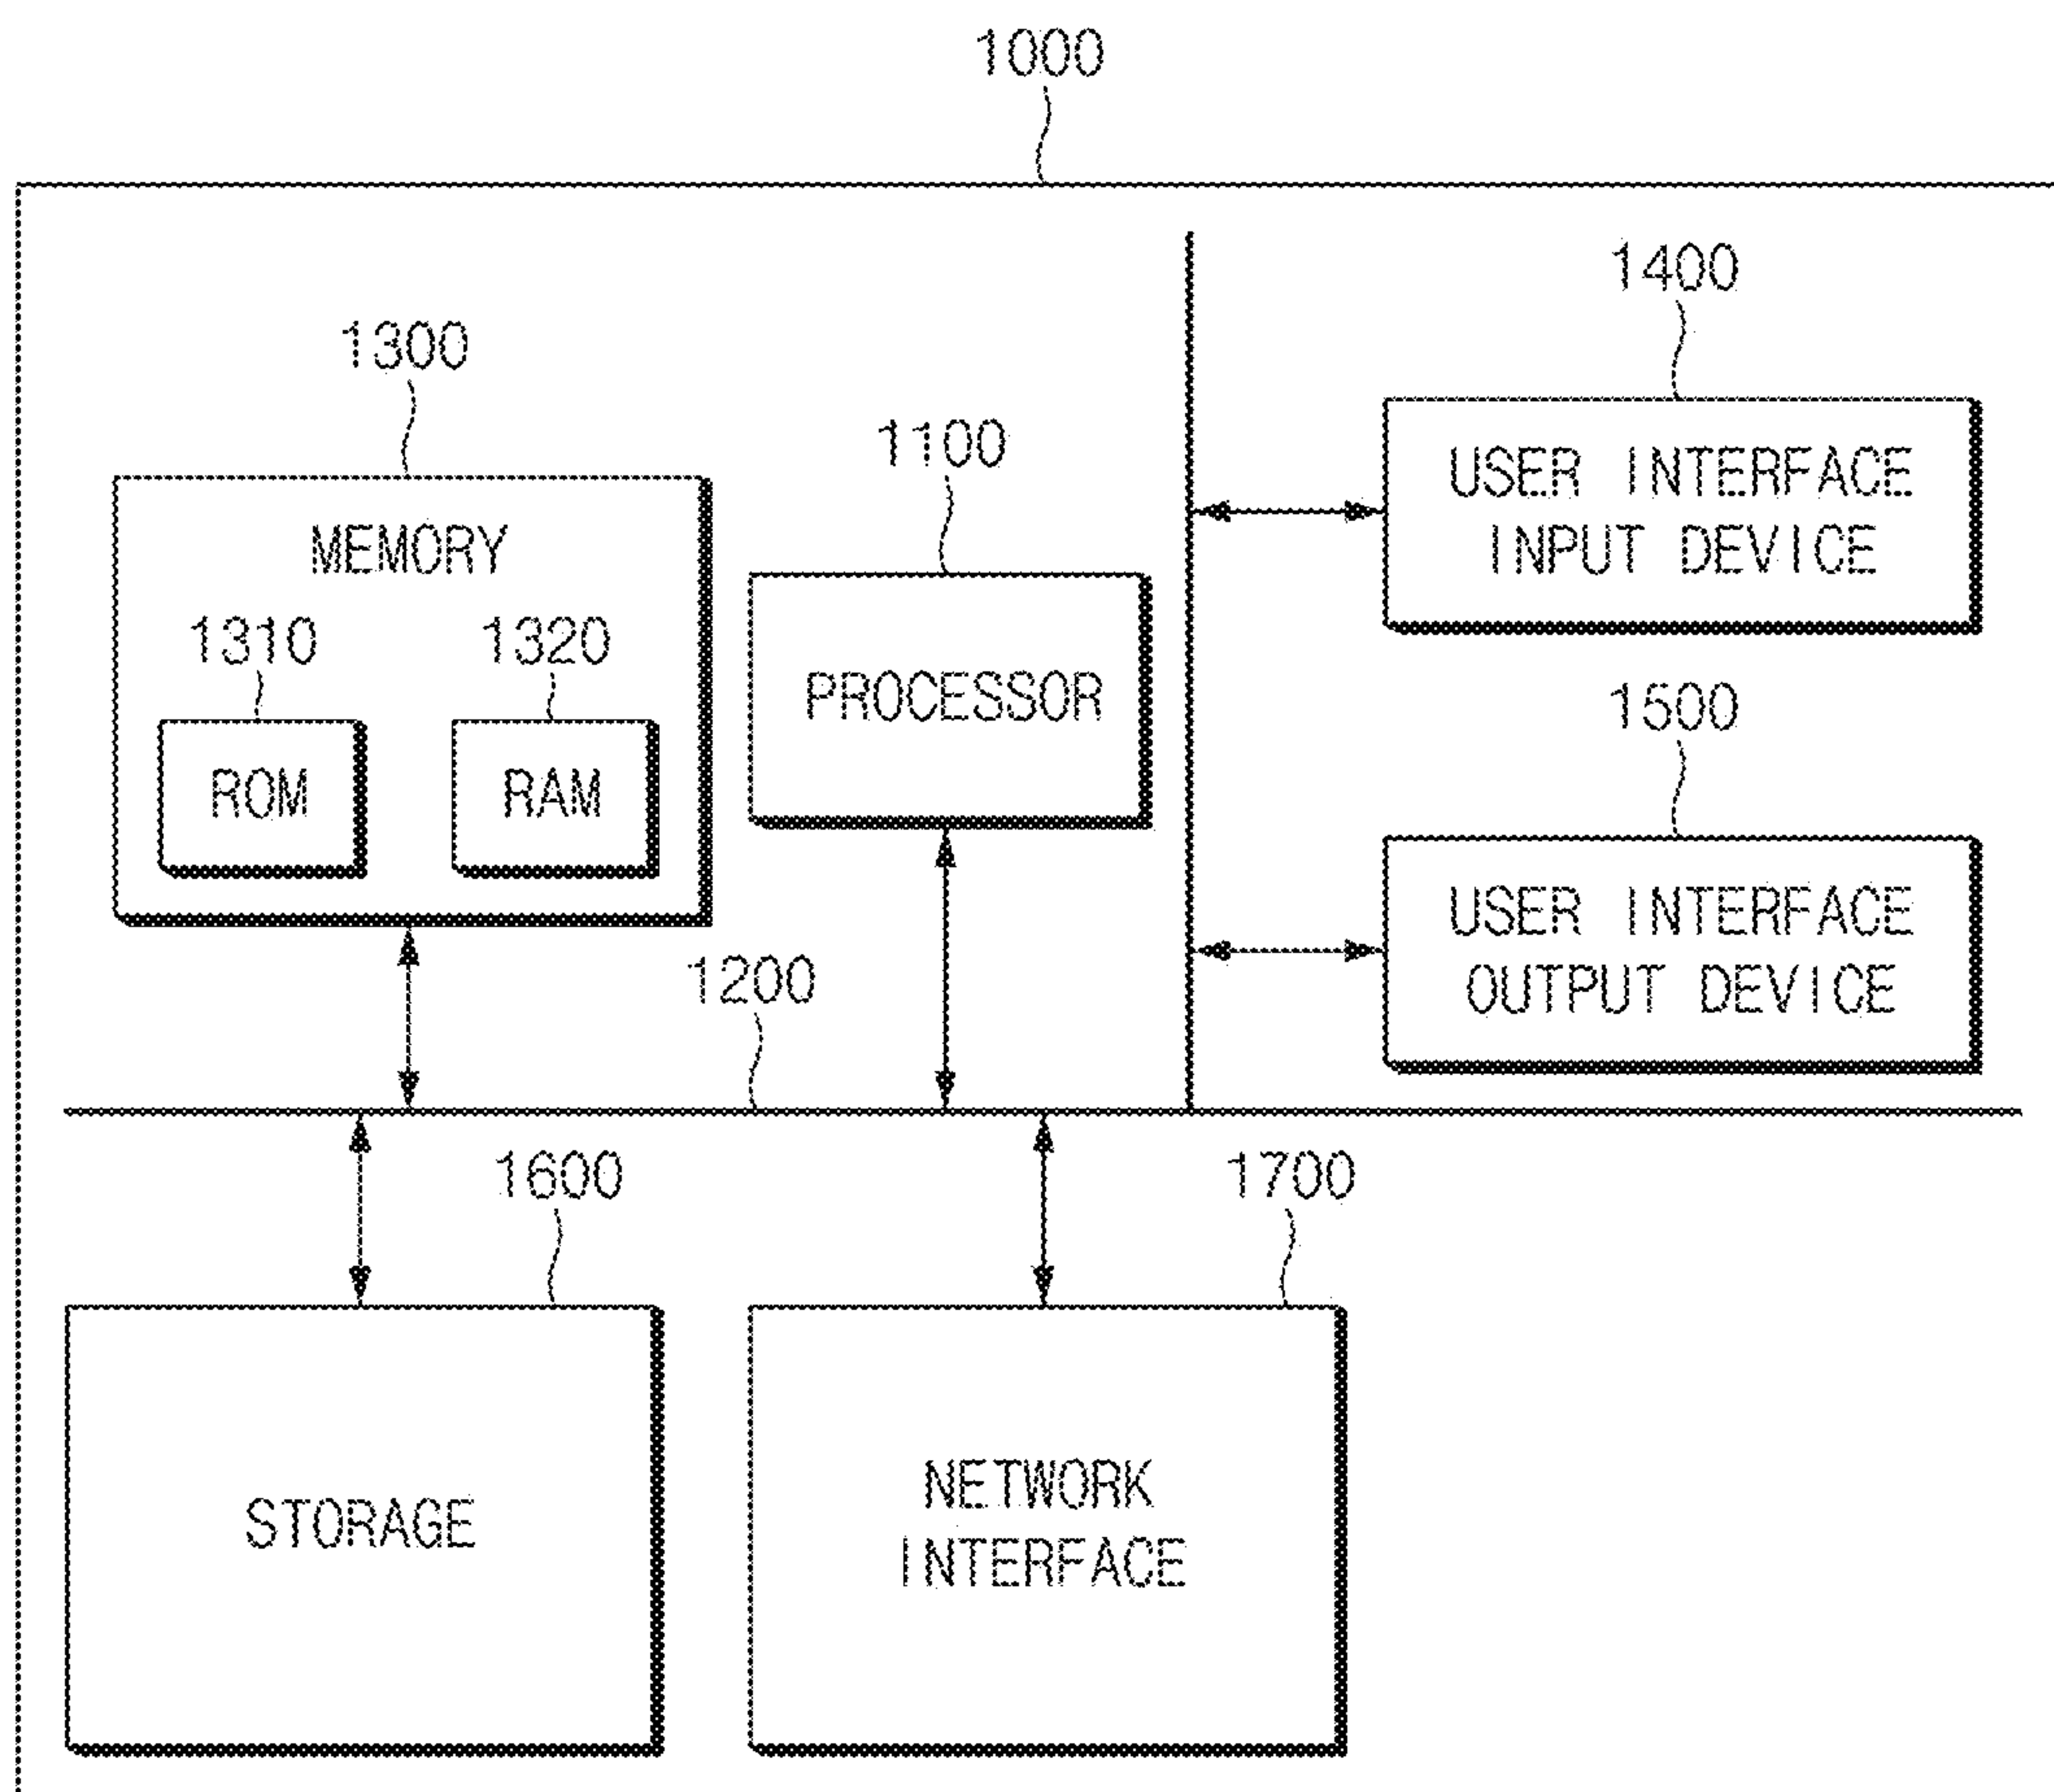 1000
1300
MEMORY
1310
ROM
1320
RAM
1100
PROCESSOR
1400
USER INTERFACE
INPUT DEVICE
1500
USER INTERFACE
OUTPUT DEVICE
1200
1600
STORAGE
1700
NETWORK
INTERFACE